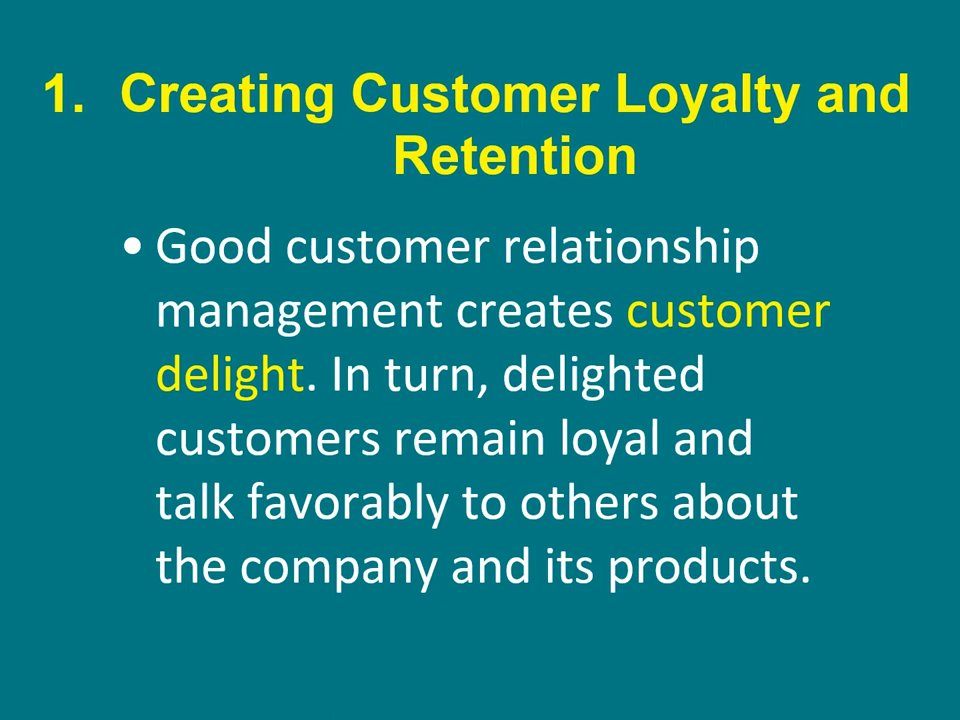 1. Creating Customer Loyalty and
Retention
• Good customer relationship
management creates customer
delight. In turn, delighted
customers remain loyal and
talk favorably to others about
the company and its products.